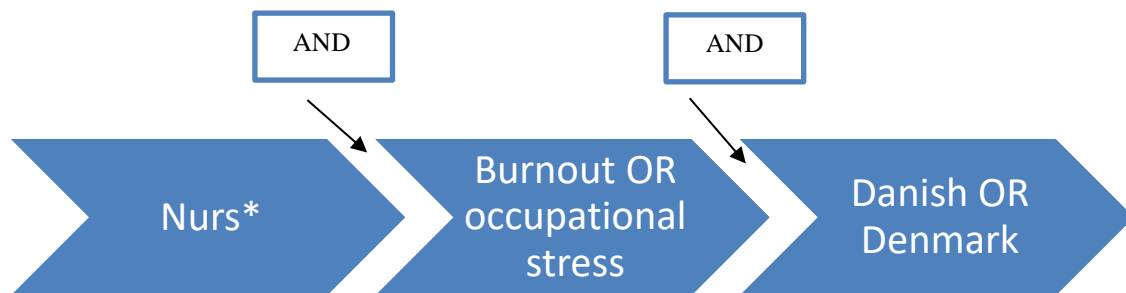 AND
AND
Nurs*
Burnout OR
occupational
stress
Danish OR
Denmark